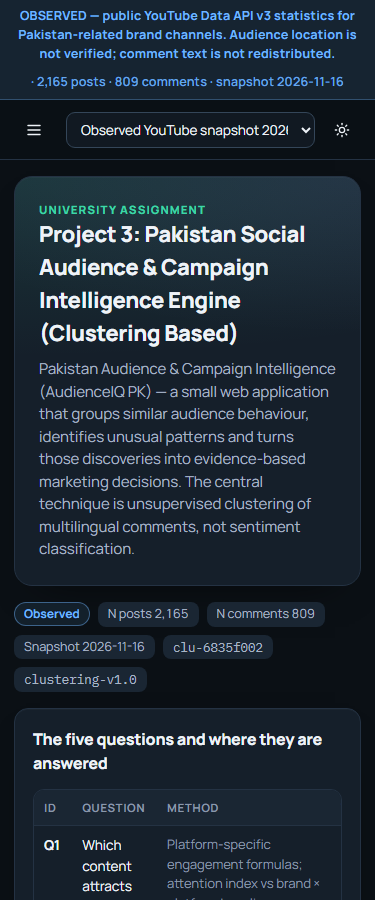 OBSERVED — public YouTube Data API v3 statistics for
Pakistan-related brand channels. Audience location is
not verified; comment text is not redistributed.
· 2,165 posts · 809 comments · snapshot 2026-11-16
Observed YouTube snapshot 202
UNIVERSITY ASSIGNMENT
Project 3: Pakistan Social
Audience & Campaign
Intelligence Engine
(Clustering Based)
Pakistan Audience & Campaign Intelligence
(AudienceIQ PK) — a small web application
that groups similar audience behaviour,
identifies unusual patterns and turns
those discoveries into evidence-based
marketing decisions. The central
technique is unsupervised clustering of
multilingual comments, not sentiment
classification.
Observed N posts 2,165 N comments 809
Snapshot 2026-11-16 clu-6835f002
clustering-v1.0
The five questions and where they are
answered
ID QUESTION METHOD
Q1 Which Platform-specific
content engagement formulas;
attracts attention index vs brand ×